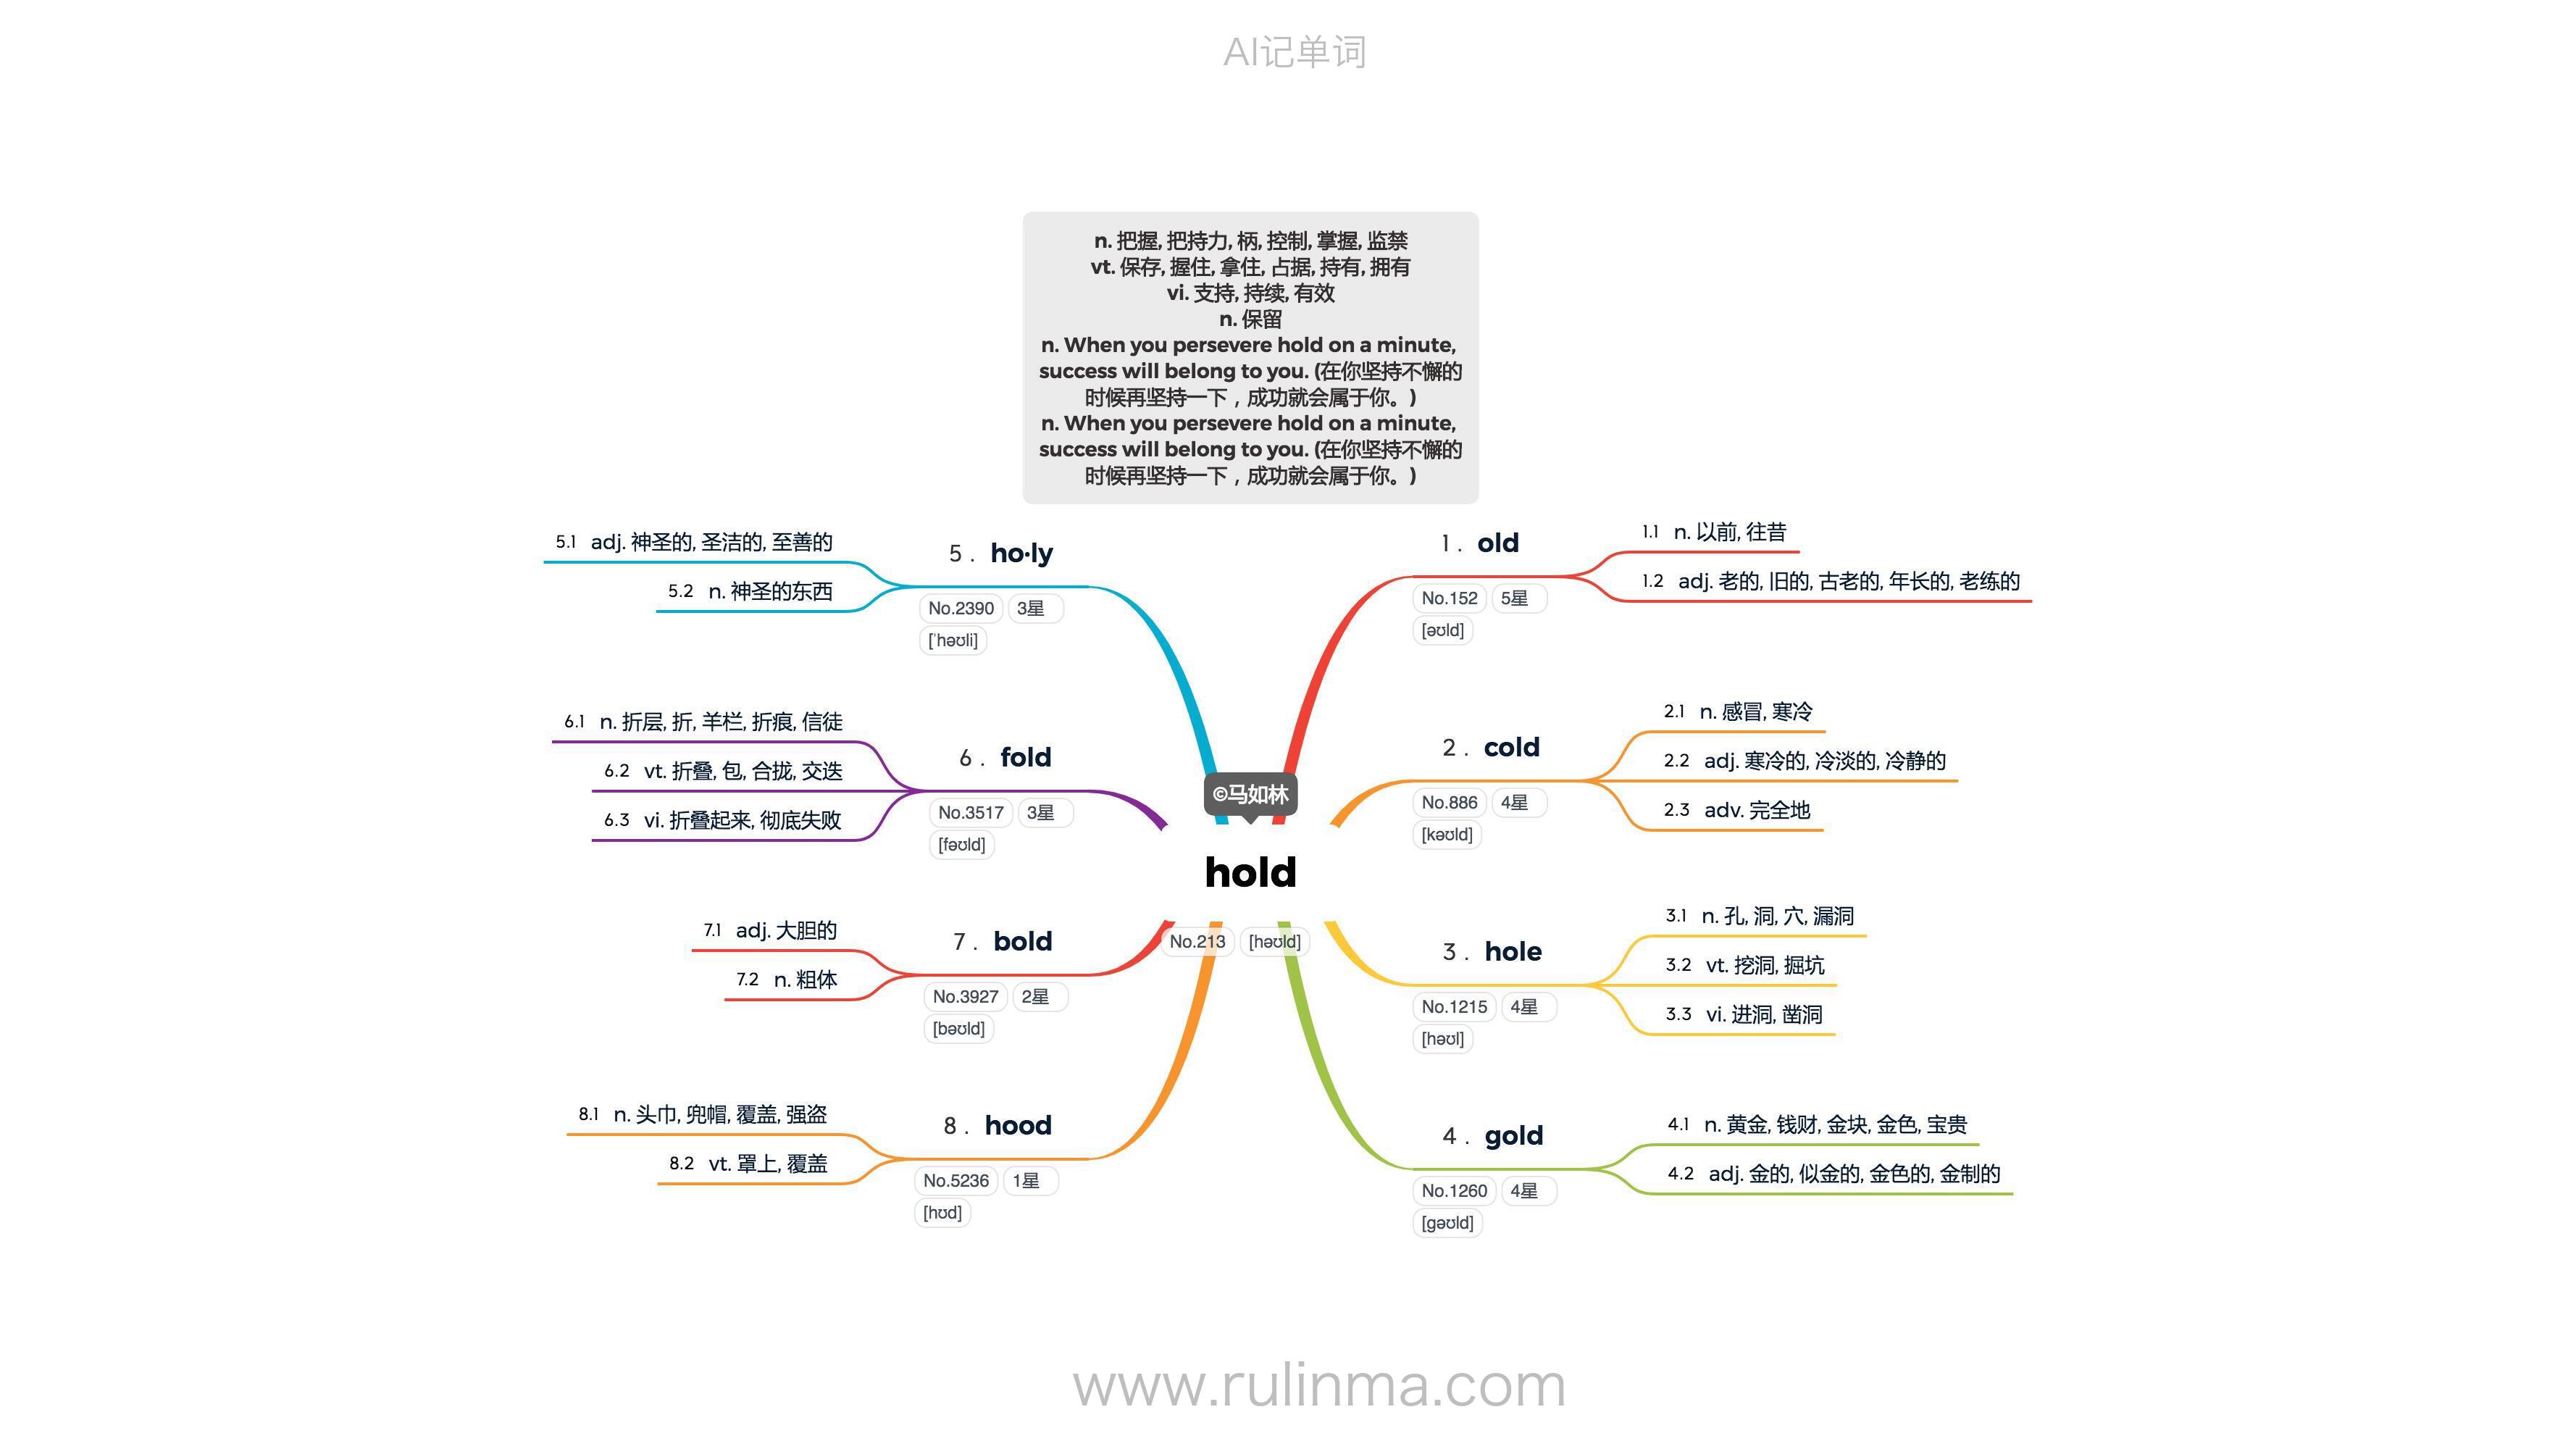 AI记单词
n. 把握, 把持力, 柄, 控制, 掌握, 监禁
vt. 保存, 握住, 拿住, 占据, 持有, 拥有
vi. 支持, 持续, 有效
n. 保留
n. When you persevere hold on a minute,
success will belong to you. (在你坚持不懈的
时候再坚持一下，成功就会属于你。)
n. When you persevere hold on a minute,
success will belong to you. (在你坚持不懈的
时候再坚持一下，成功就会属于你。)
©马如林
hold
No.213 [həʊld]
1 . old
No.152 5星
[əʊld]
1.1 n. 以前, 往昔
1.2 adj. 老的, 旧的, 古老的, 年长的, 老练的
2 . cold
No.886 4星
[kəʊld]
2.1 n. 感冒, 寒冷
2.2 adj. 寒冷的, 冷淡的, 冷静的
2.3 adv. 完全地
3 . hole
No.1215 4星
[həʊl]
3.1 n. 孔, 洞, 穴, 漏洞
3.2 vt. 挖洞, 掘坑
3.3 vi. 进洞, 凿洞
4 . gold
No.1260 4星
[gəʊld]
4.1 n. 黄金, 钱财, 金块, 金色, 宝贵
4.2 adj. 金的, 似金的, 金色的, 金制的
5 . ho·ly
No.2390 3星
[ˈhəʊli]
5.1 adj. 神圣的, 圣洁的, 至善的
5.2 n. 神圣的东西
6 . fold
No.3517 3星
[fəʊld]
6.1 n. 折层, 折, 羊栏, 折痕, 信徒
6.2 vt. 折叠, 包, 合拢, 交迭
6.3 vi. 折叠起来, 彻底失败
7 . bold
No.3927 2星
[bəʊld]
7.1 adj. 大胆的
7.2 n. 粗体
8 . hood
No.5236 1星
[hʊd]
8.1 n. 头巾, 兜帽, 覆盖, 强盗
8.2 vt. 罩上, 覆盖
www.rulinma.com